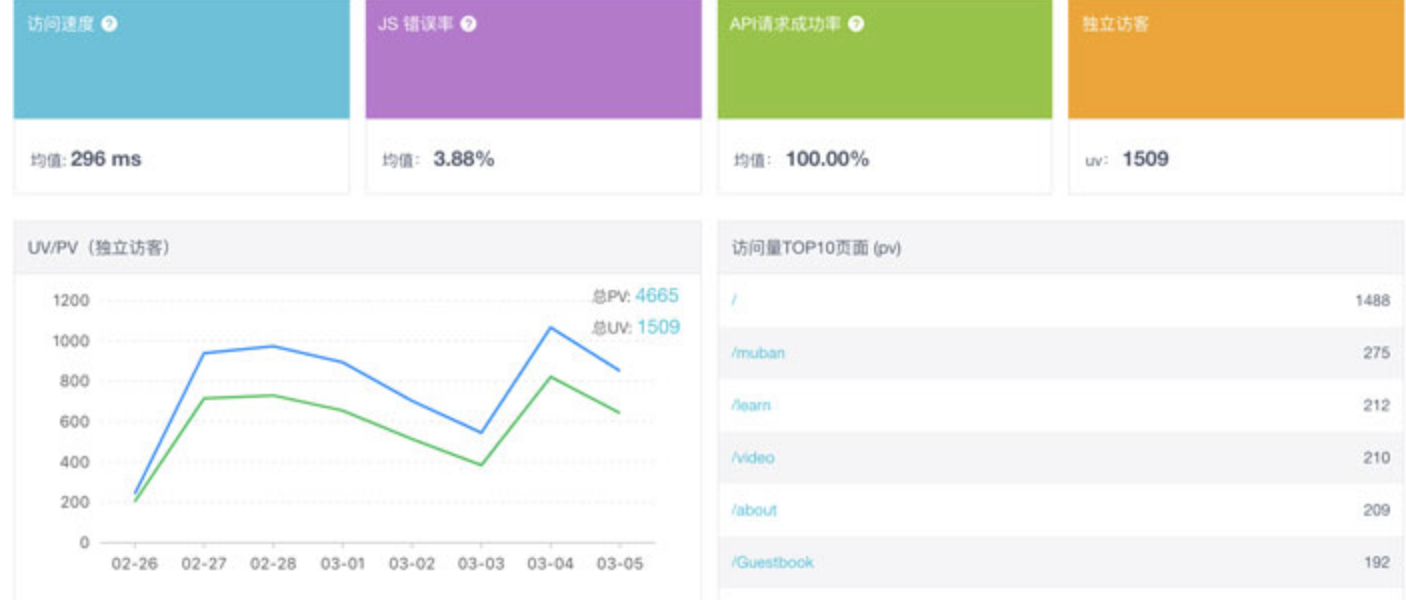 访问速度 ?
JS 错误率 ?
API请求成功率 ?
独立访客
均值: 296 ms
均值: 3.88%
均值: 100.00%
uv: 1509
UV/PV（独立访客）
总PV: 4665
总UV: 1509
1200
1000
800
600
400
200
0
02-26 02-27 02-28 03-01 03-02 03-03 03-04 03-05
访问量TOP10页面 (pv)
/ 1488
/muban 275
/learn 212
/video 210
/about 209
/Guestbook 192